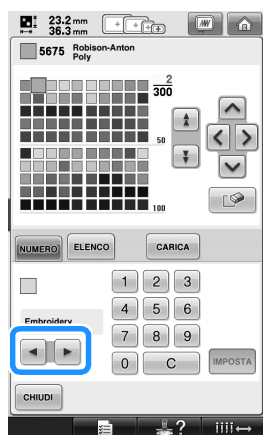 23.2 mm
36.3 mm
5675 Robison-Anton
Poly
2
300
50
100
NUMERO ELENCO CARICA
1 2 3
Embroidery
4 5 6
7 8 9
0 C IMPOSTA
CHIUDI
?